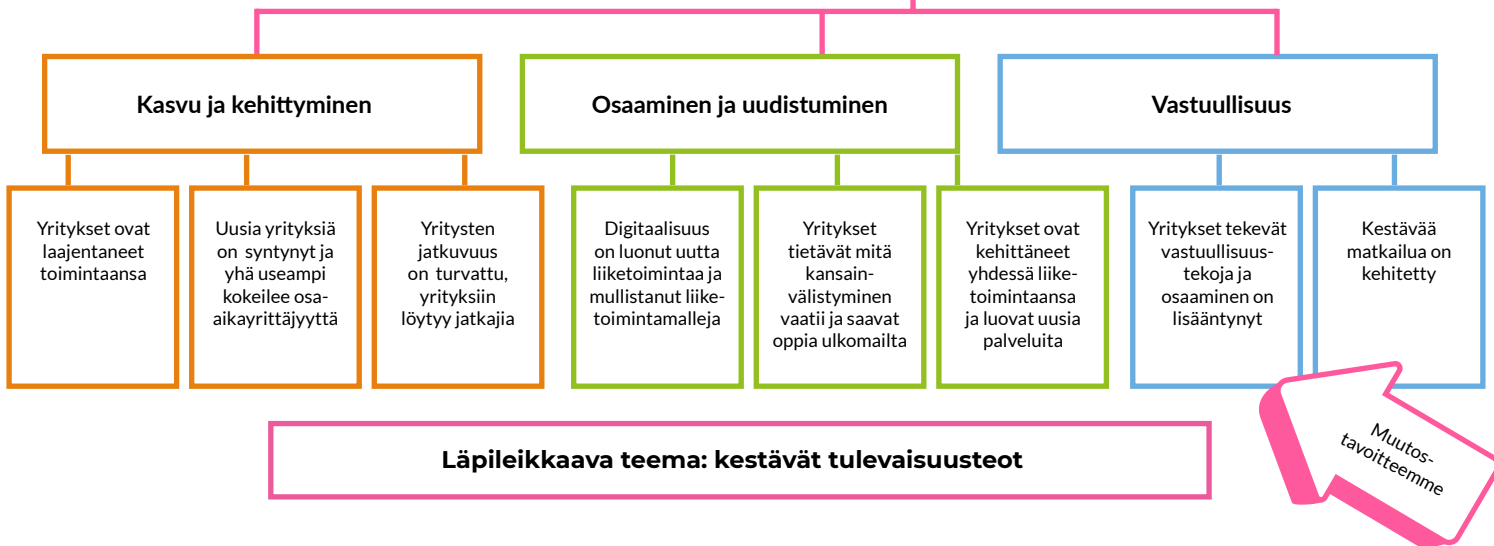 Kasvu ja kehittyminen
Osaaminen ja uudistuminen
Vastuullisuus
Yritykset ovat
laajentaneet
toimintaansa
Uusia yrityksiä
on syntynyt ja
yhä useampi
kokeilee osa-
aikayrittäjyyttä
Yritysten
jatkuvuus
on turvattu,
yrityksiin
löytyy jatkajia
Digitaalisuus
on luonut uutta
liiketoimintaa ja
mullistanut liike-
toimintamalleja
Yritykset
tietävät mitä
kansain-
välistyminen
vaatii ja saavat
oppia ulkomailta
Yritykset ovat
kehittäneet
yhdessä liike-
toimintaansa
ja luovat uusia
palveluita
Yritykset tekevät
vastuullisuus-
tekoja ja
osaaminen on
lisääntynyt
Kestävää
matkailua on
kehitetty
Muutos-
tavoitteemme
Läpileikkaava teema: kestävät tulevaisuusteot